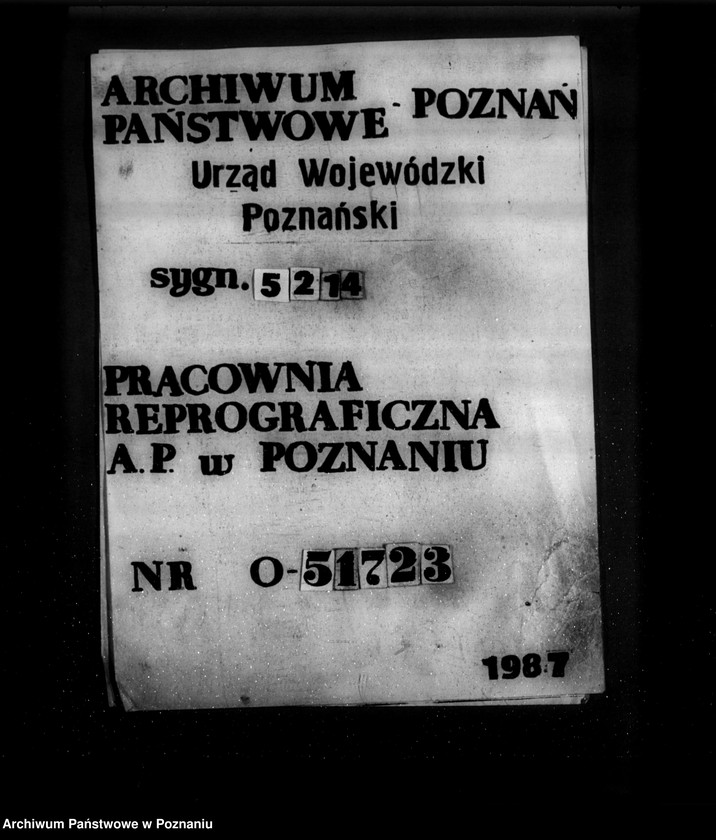 ARCHIWUM
PAŃSTWOWE - POZNAŃ
Urząd Wojewódzki
Poznański
sygn. 5214
PRACOWNIA
REPROGRAFICZNA
A.P. w POZNANIU
NR O-51723
1987
Archiwum Państwowe w Poznaniu